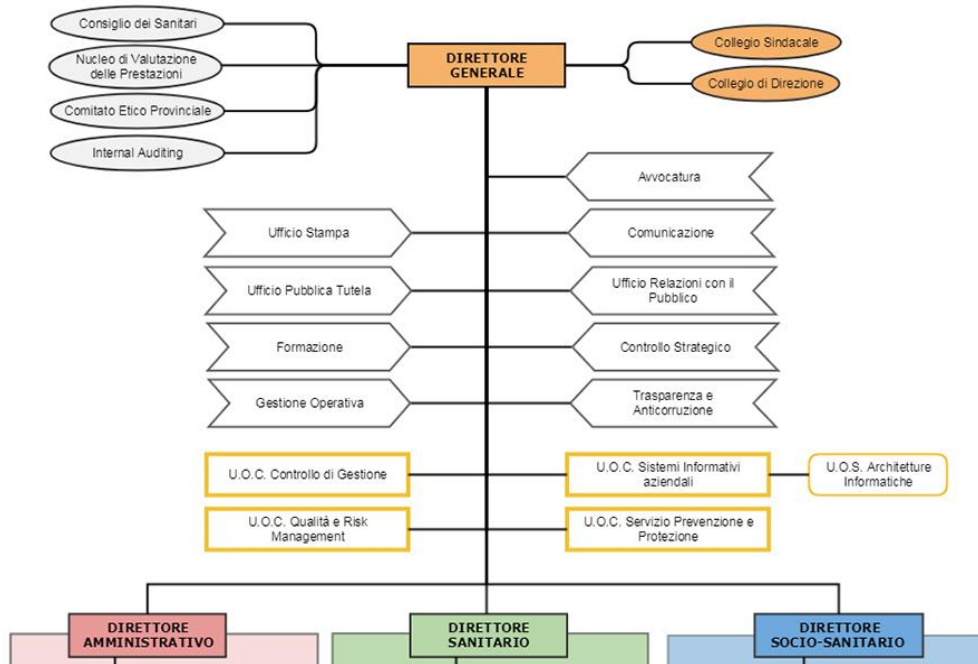 Consiglio dei Sanitari
Nucleo di Valutazione
delle Prestazioni
Comitato Etico Provinciale
Internal Auditing
DIRETTORE
GENERALE
Collegio Sindacale
Collegio di Direzione
Avvocatura
Ufficio Stampa
Comunicazione
Ufficio Pubblica Tutela
Ufficio Relazioni con il
Pubblico
Formazione
Controllo Strategico
Gestione Operativa
Trasparenza e
Anticorruzione
U.O.C. Controllo di Gestione
U.O.C. Sistemi Informativi
aziendali
U.O.S. Architetture
Informatiche
U.O.C. Qualità e Risk
Management
U.O.C. Servizio Prevenzione e
Protezione
DIRETTORE
AMMINISTRATIVO
DIRETTORE
SANITARIO
DIRETTORE
SOCIO-SANITARIO